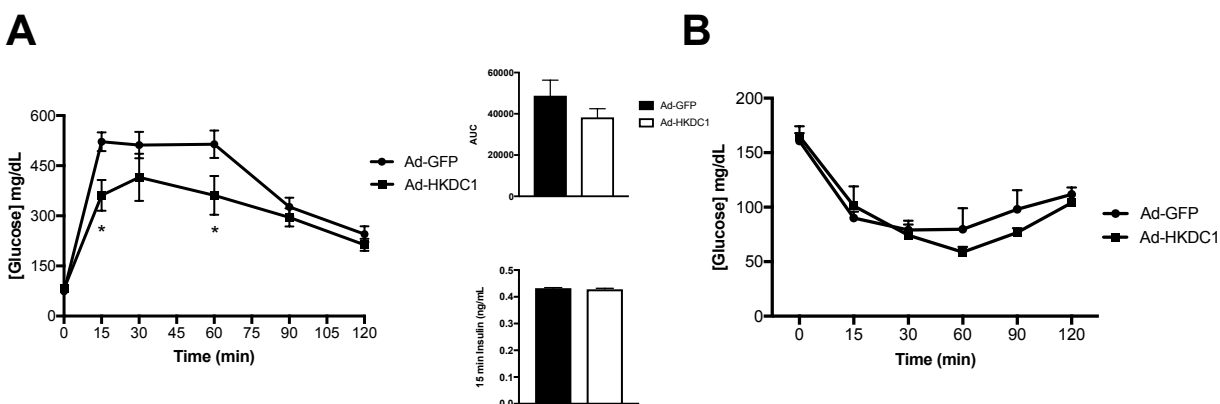 A
[Glucose] mg/dL
600
450
300
150
0
0 15 30 45 60 75 90 105 120
Time (min)
*
*
Ad-GFP
Ad-HKDC1
AUC
60000
40000
20000
0
Ad-GFP
Ad-HKDC1
15 min Insulin (ng/mL)
0.5
0.4
0.3
0.2
0.1
0.0
B
[Glucose] mg/dL
200
150
100
50
0
0 15 30 60 90 120
Time (min)
Ad-GFP
Ad-HKDC1